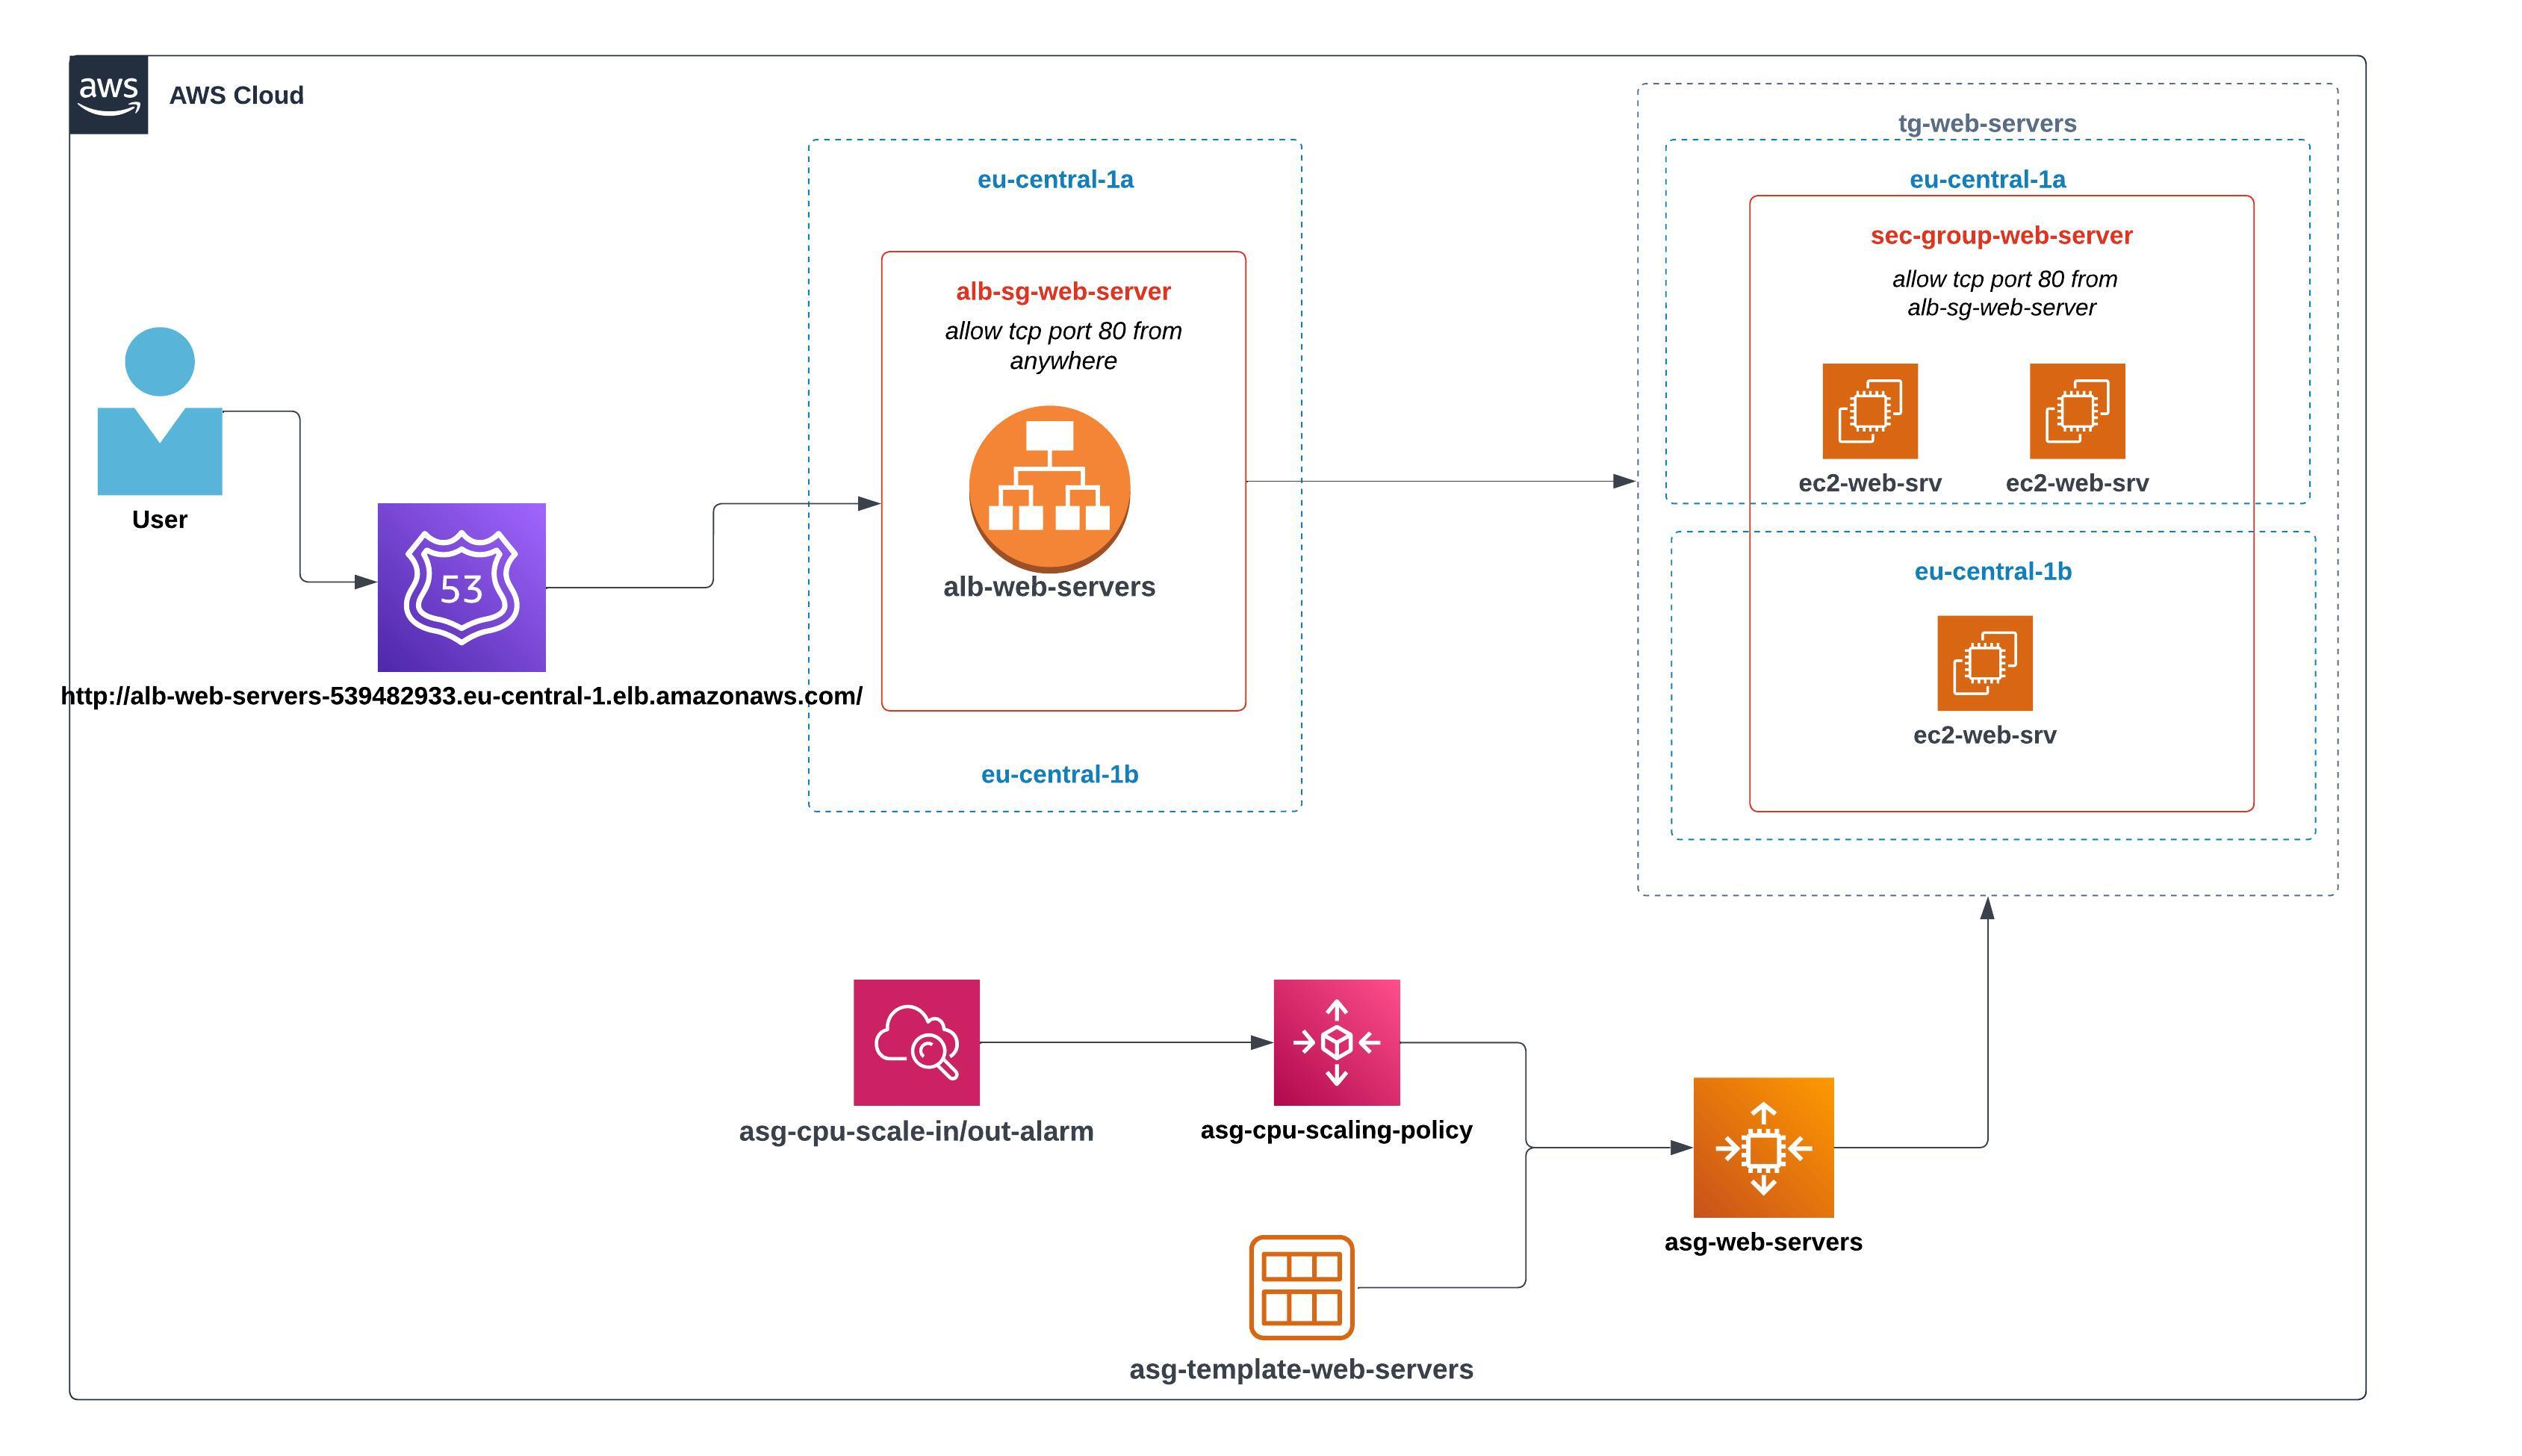 aws
AWS Cloud
tg-web-servers
eu-central-1a
eu-central-1a
sec-group-web-server
allow tcp port 80 from
alb-sg-web-server
alb-sg-web-server
allow tcp port 80 from
anywhere
ec2-web-srv
ec2-web-srv
User
53
alb-web-servers
eu-central-1b
http://alb-web-servers-539482933.eu-central-1.elb.amazonaws.com/
ec2-web-srv
eu-central-1b
asg-cpu-scale-in/out-alarm
asg-cpu-scaling-policy
asg-web-servers
asg-template-web-servers